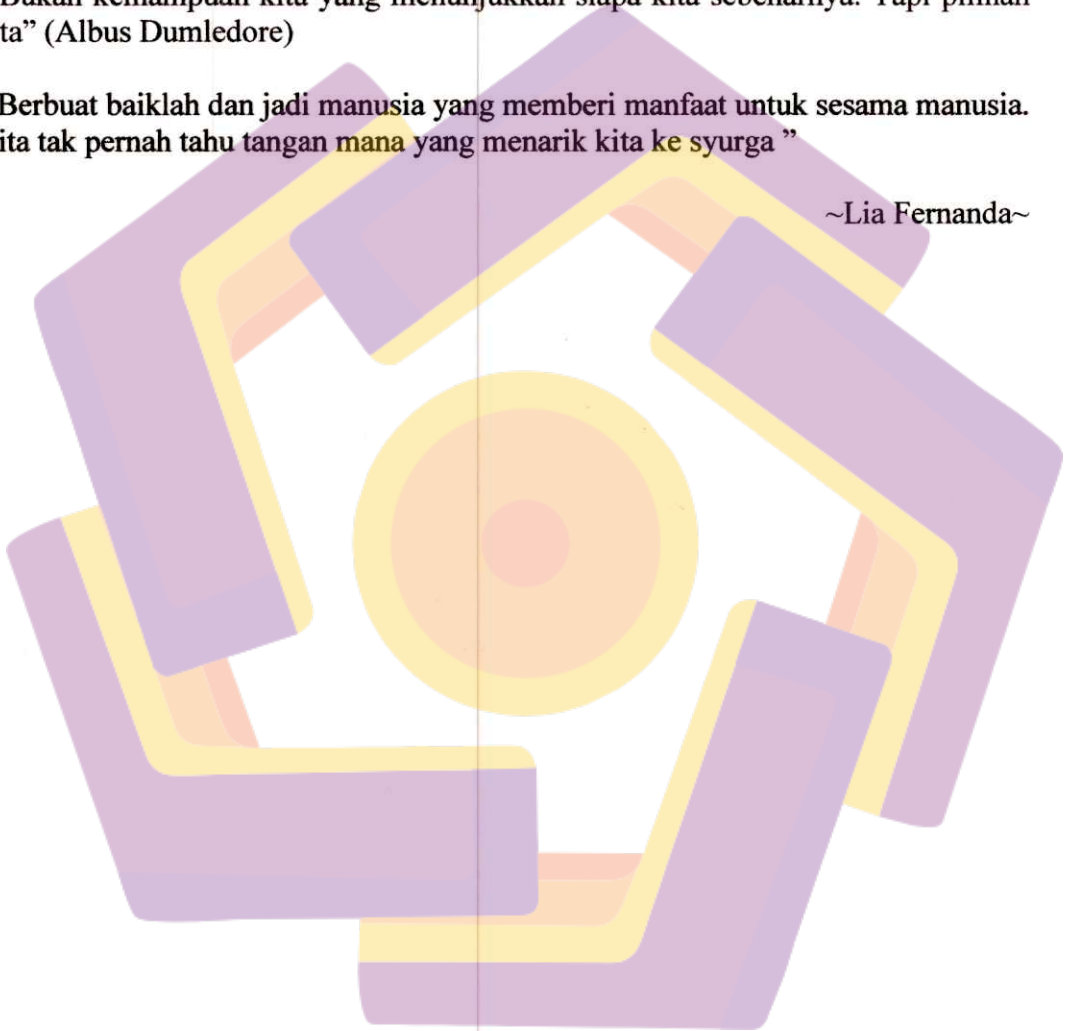 Bukan kemampuan kita yang menunjukkan siapa kita sebenarnya. Tapi pilihan
ta” (Albus Dumledore)
Berbuat baiklah dan jadi manusia yang memberi manfaat untuk sesama manusia.
ita tak pernah tahu tangan mana yang menarik kita ke syurga ”
~Lia Fernanda~